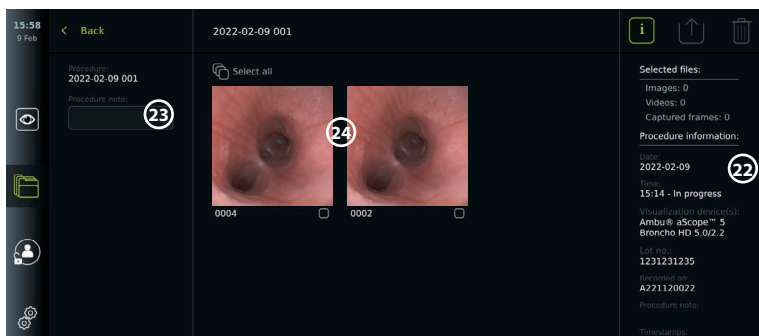 15:58
9 Feb
Back
2022-02-09 001
i
Procedure:
2022-02-09 001
Procedure note:
23
Select all
24
0004
0002
Selected files:
Images: 0
Videos: 0
Captured frames: 0
Procedure information:
Date:
2022-02-09
22
Time:
15:14 - In progress
Visualization device(s):
Ambu® aScope™ 5
Broncho HD 5.0/2.2
Lot no.:
1231231235
Recorded on:
A221120022
Procedure note:
Timestamps: